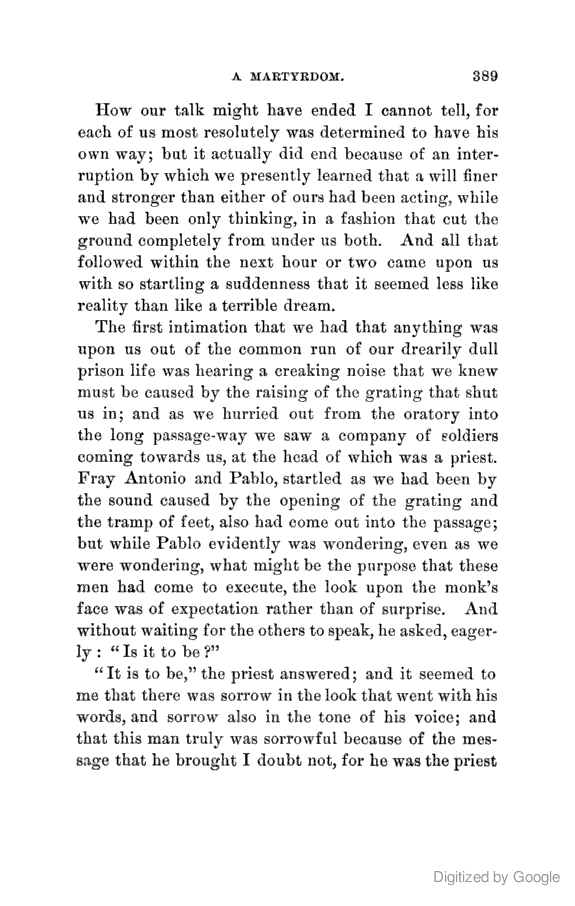 A MARTYRDOM. 389
How our talk might have ended I cannot tell, for
each of us most resolutely was determined to have his
own way; but it actually did end because of an inter-
ruption by which we presently learned that a will finer
and stronger than either of ours had been acting, while
we had been only thinking, in a fashion that cut the
ground completely from under us both. And all that
followed within the next hour or two came upon us
with so startling a suddenness that it seemed less like
reality than like a terrible dream.
The first intimation that we had that anything was
upon us out of the common run of our drearily dull
prison life was hearing a creaking noise that we knew
must be caused by the raising of the grating that shut
us in; and as we hurried out from the oratory into
the long passage-way we saw a company of soldiers
coming towards us, at the head of which was a priest.
Fray Antonio and Pablo, startled as we had been by
the sound caused by the opening of the grating and
the tramp of feet, also had come out into the passage;
but while Pablo evidently was wondering, even as we
were wondering, what might be the purpose that these
men had come to execute, the look upon the monk's
face was of expectation rather than of surprise. And
without waiting for the others to speak, he asked, eager-
ly: "Is it to be?"
"It is to be," the priest answered; and it seemed to
me that there was sorrow in the look that went with his
words, and sorrow also in the tone of his voice; and
that this man truly was sorrowful because of the mes-
sage that he brought I doubt not, for he was the priest
Digitized by Google